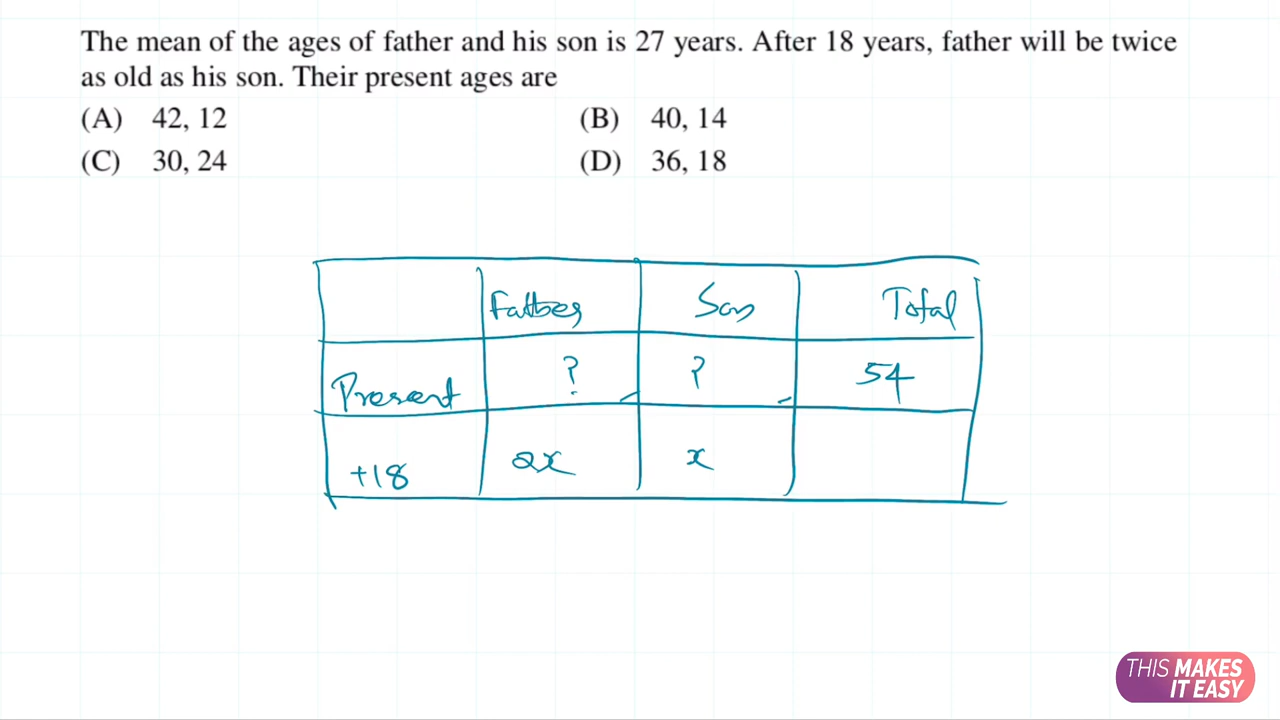 The mean of the ages of father and his son is 27 years. After 18 years, father will be twice
as old as his son. Their present ages are
(A) 42, 12 (B) 40, 14
(C) 30, 24 (D) 36, 18
Father Son Total
Present ? ? 54
+18 2x x
THIS MAKES
IT EASY